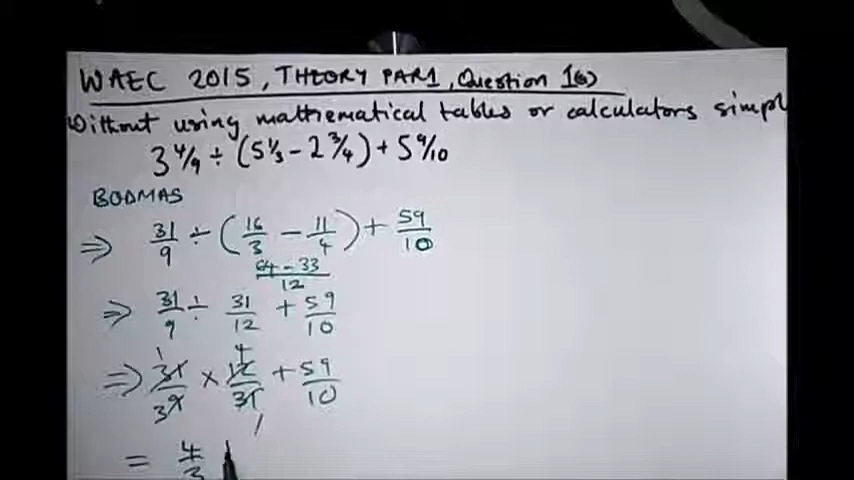 WAEC 2015, THEORY PAR1, Question 1(a)
Without using mathematical tables or calculators simpl
3 4/9 ÷ (5 1/3 - 2 3/4) + 5 9/10
BODMAS
⇒ 31/9 ÷ (16/3 - 11/4) + 59/10
64-33/12
⇒ 31/9 ÷ 31/12 + 59/10
⇒ 31/9 × 12/31 + 59/10
1 4
3 1
= 4/3